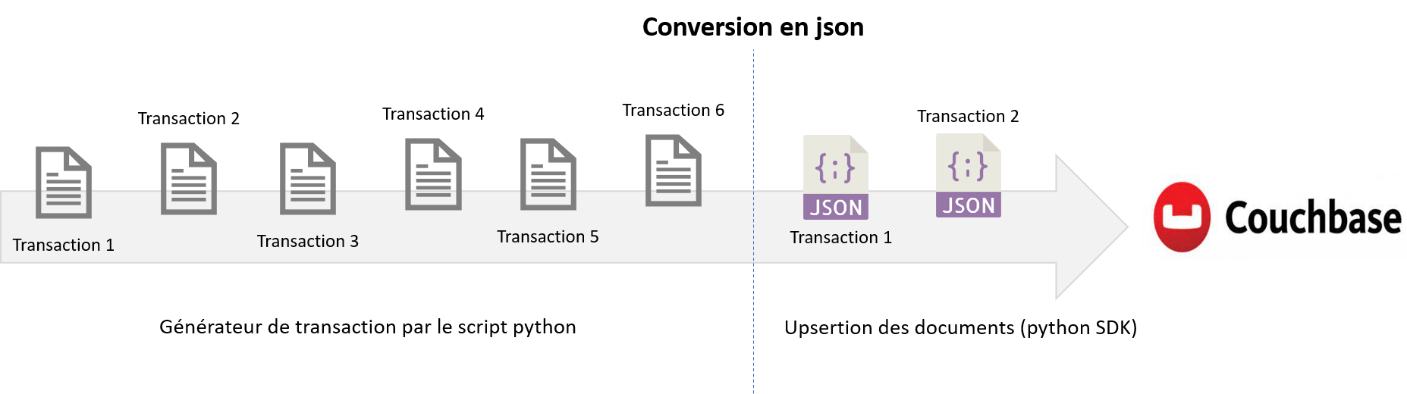 Conversion en json
Transaction 1
Transaction 2
Transaction 3
Transaction 4
Transaction 5
Transaction 6
{;}
JSON
Transaction 1
{;}
JSON
Transaction 2
Couchbase
Générateur de transaction par le script python
Upsertion des documents (python SDK)